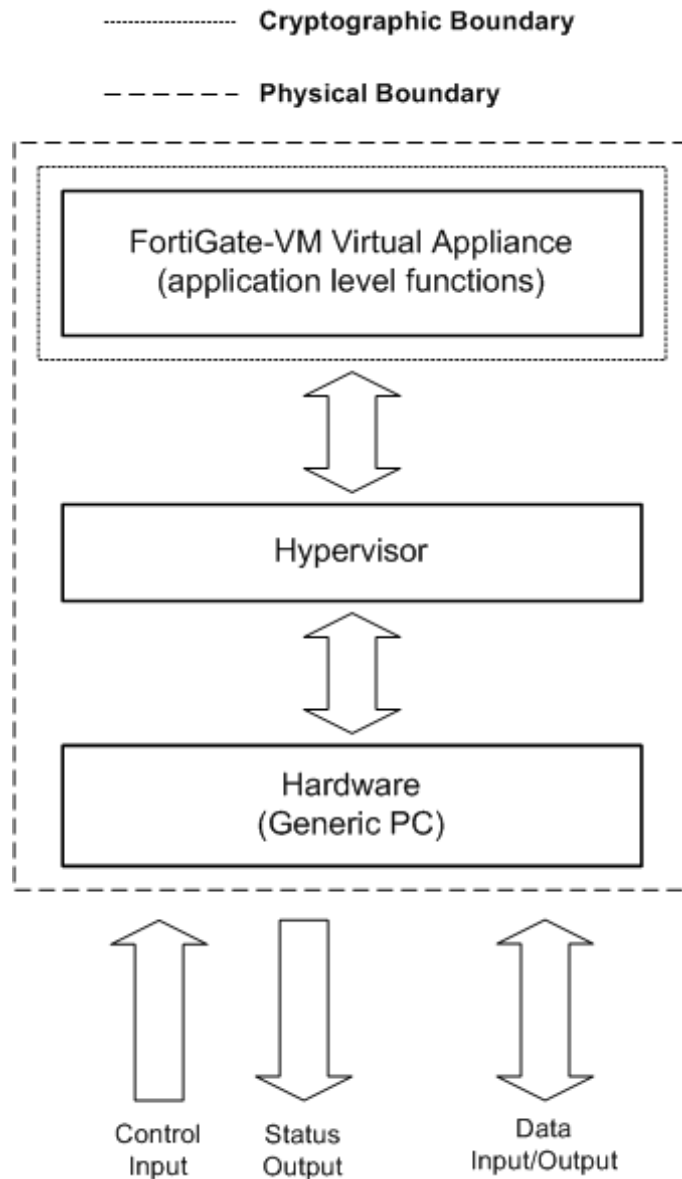 Cryptographic Boundary
Physical Boundary
FortiGate-VM Virtual Appliance
(application level functions)
Hypervisor
Hardware
(Generic PC)
Control
Input
Status
Output
Data
Input/Output